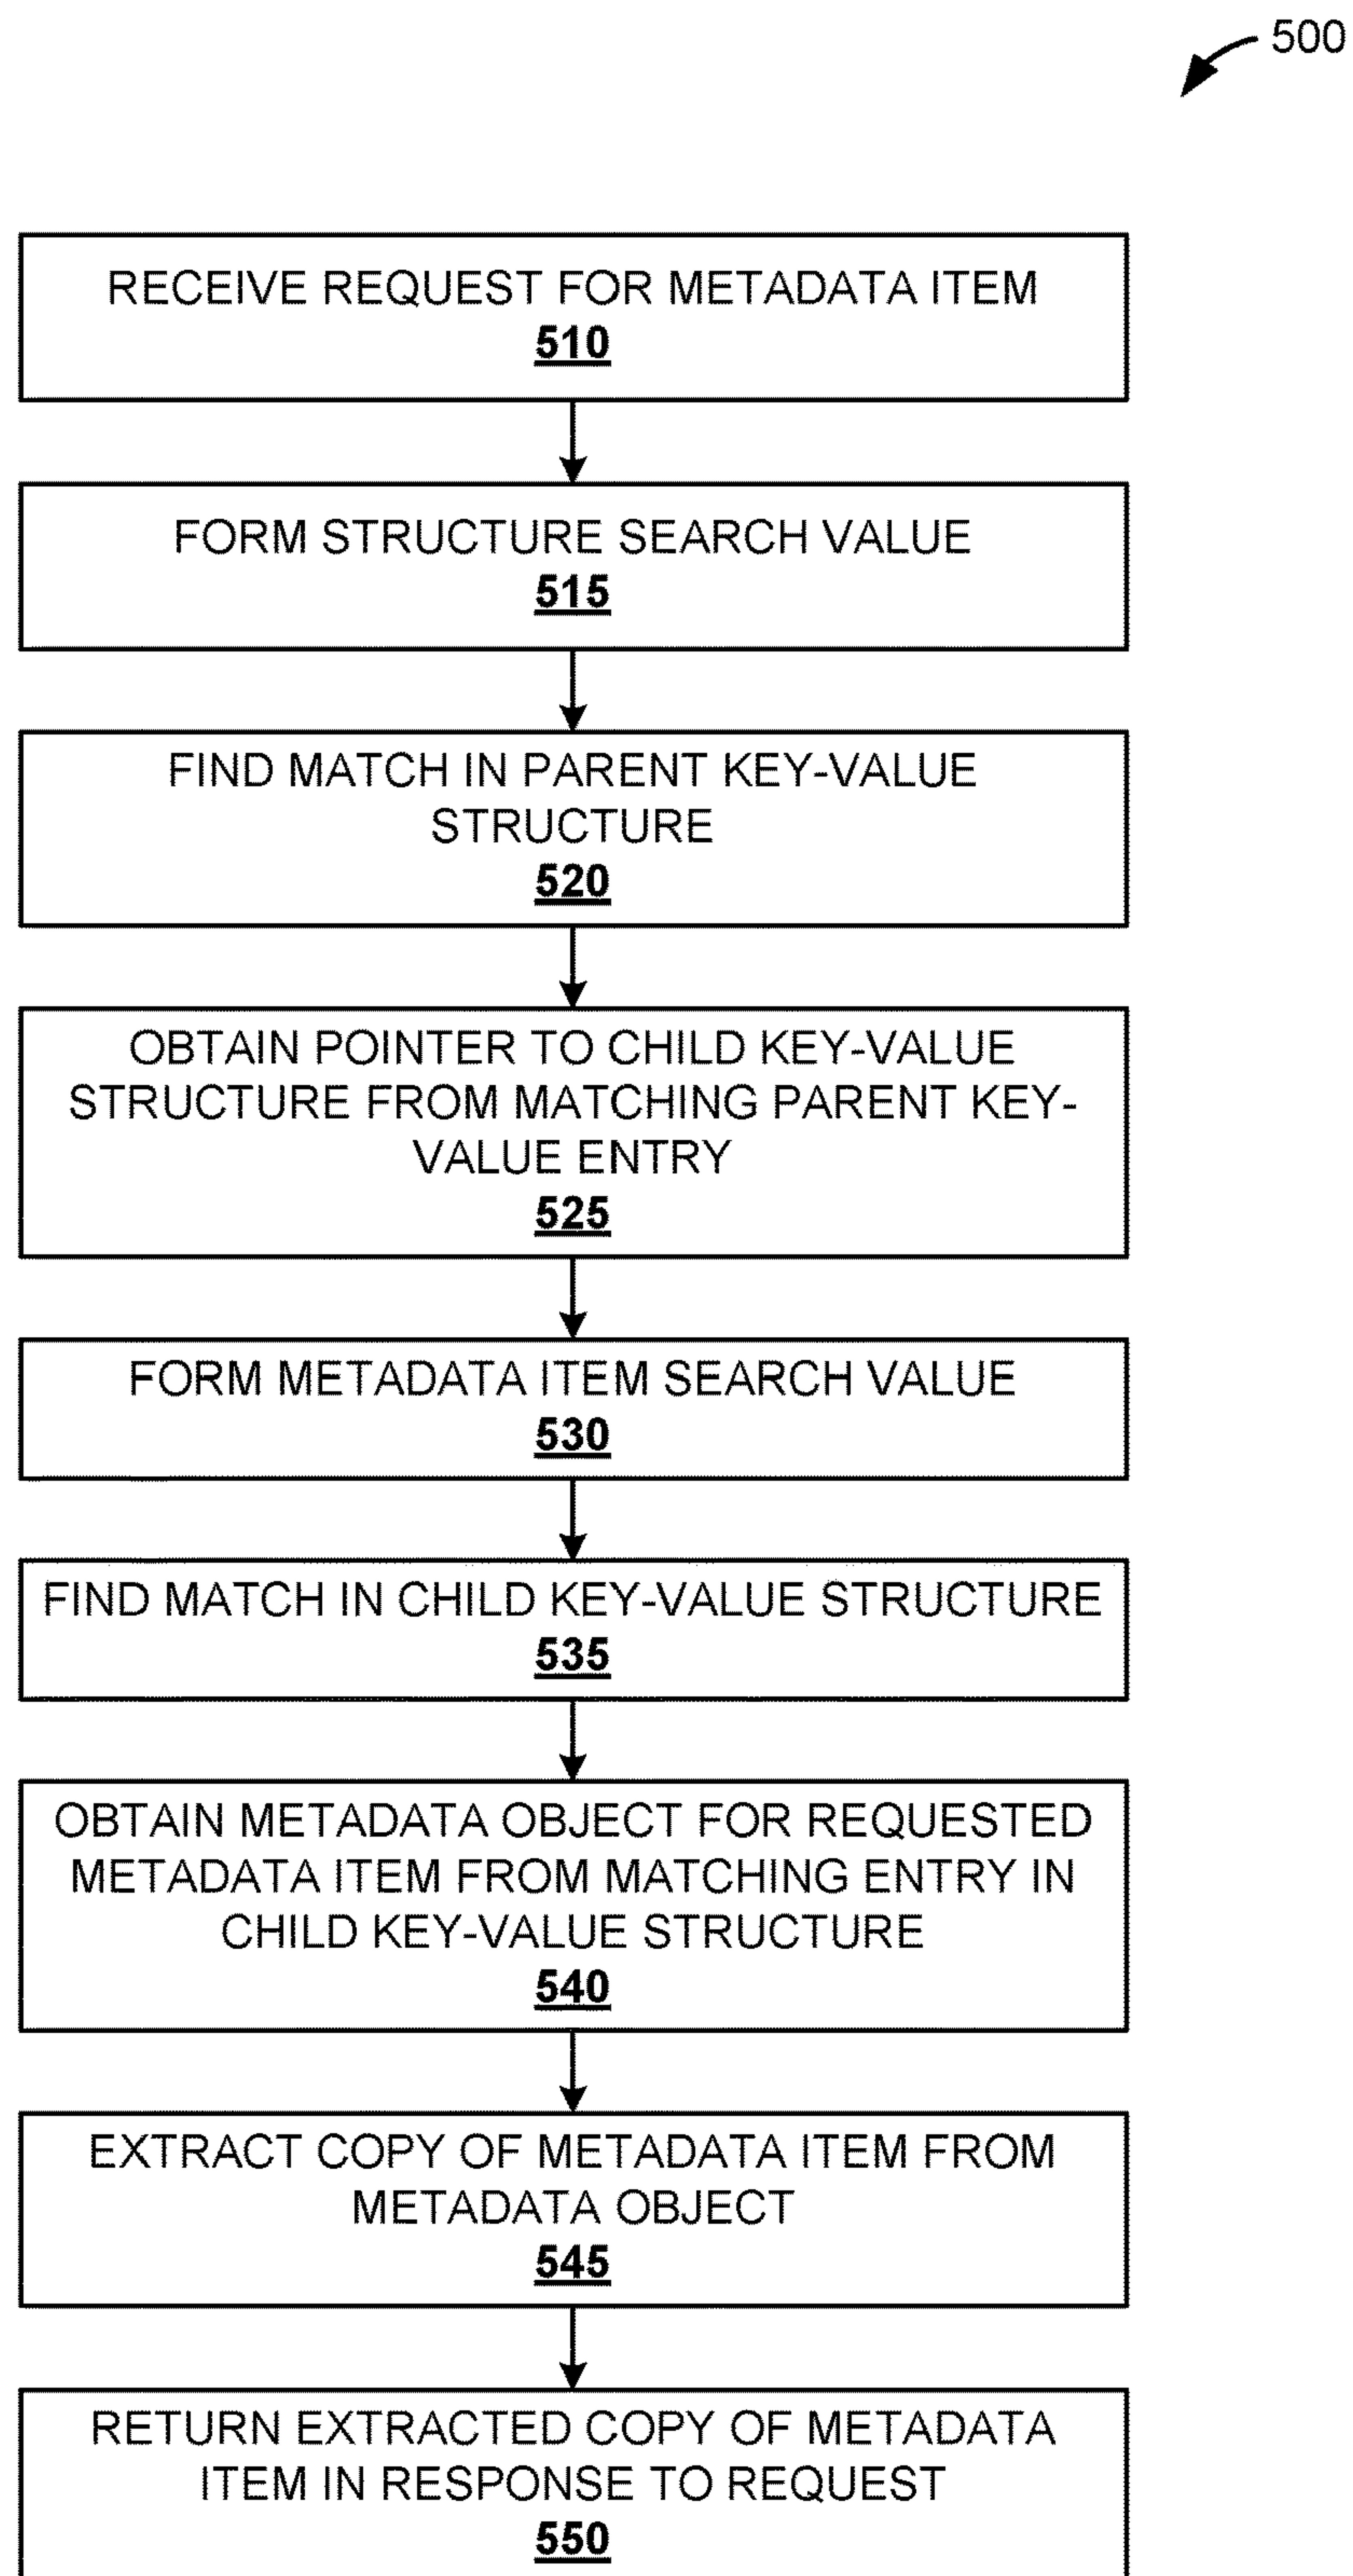 500
RECEIVE REQUEST FOR METADATA ITEM
510
FORM STRUCTURE SEARCH VALUE
515
FIND MATCH IN PARENT KEY-VALUE
STRUCTURE
520
OBTAIN POINTER TO CHILD KEY-VALUE
STRUCTURE FROM MATCHING PARENT KEY-
VALUE ENTRY
525
FORM METADATA ITEM SEARCH VALUE
530
FIND MATCH IN CHILD KEY-VALUE STRUCTURE
535
OBTAIN METADATA OBJECT FOR REQUESTED
METADATA ITEM FROM MATCHING ENTRY IN
CHILD KEY-VALUE STRUCTURE
540
EXTRACT COPY OF METADATA ITEM FROM
METADATA OBJECT
545
RETURN EXTRACTED COPY OF METADATA
ITEM IN RESPONSE TO REQUEST
550